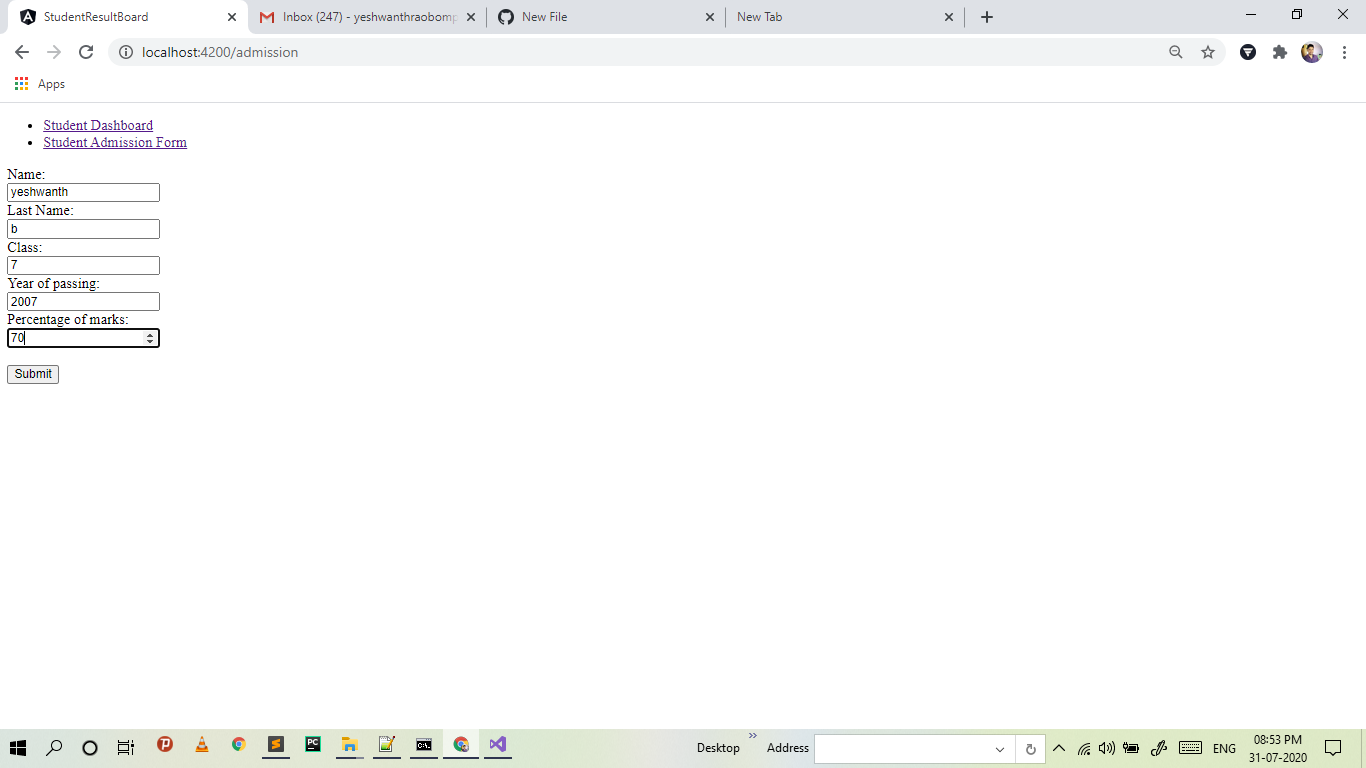 StudentResultBoard
Inbox (247) - yeshwanthraobomp
New File
New Tab
localhost:4200/admission
Apps
Student Dashboard
Student Admission Form
Name:
yeshwanth
Last Name:
b
Class:
7
Year of passing:
2007
Percentage of marks:
70
Submit
Desktop
Address
ENG
08:53 PM
31-07-2020